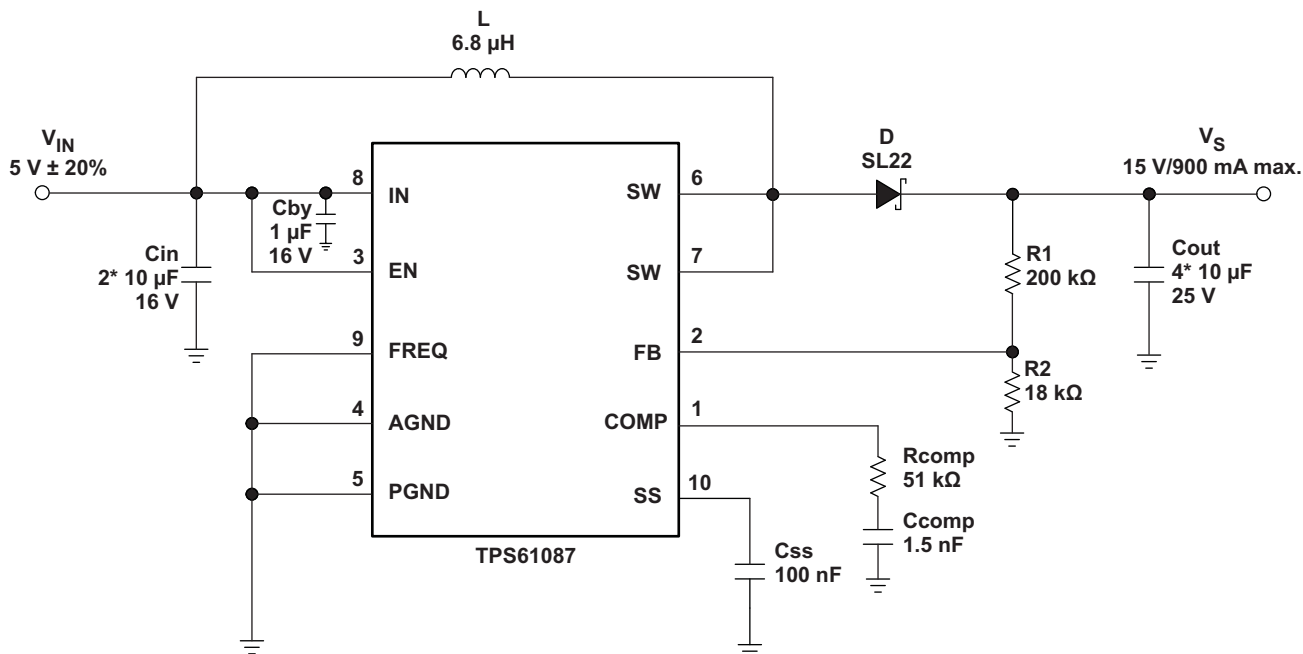 L
6.8 µH
V_IN
5 V ± 20%
D
SL22
V_S
15 V/900 mA max.
8
IN
SW
6
Cby
1 µF
16 V
Cin
2* 10 µF
16 V
3
EN
SW
7
R1
200 kΩ
Cout
4* 10 µF
25 V
9
FREQ
FB
2
R2
18 kΩ
4
AGND
COMP
1
Rcomp
51 kΩ
5
PGND
SS
10
Ccomp
1.5 nF
TPS61087
Css
100 nF